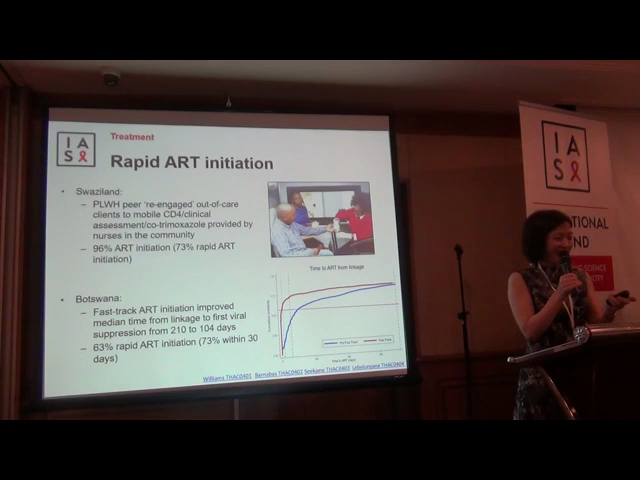 IAS
Treatment
Rapid ART initiation
• Swaziland:
– PLWH peer 're-engaged' out-of-care
clients to mobile CD4/clinical
assessment/co-trimoxazole provided by
nurses in the community
– 96% ART initiation (73% rapid ART
initiation)
• Botswana:
– Fast-track ART initiation improved
median time from linkage to first viral
suppression from 210 to 104 days
– 63% rapid ART initiation (73% within 30
days)
Time to ART from linkage
Williams THAC0401 Barnabas THAC0402 Seekane THAC0403 Lebelonyane THAC0404
IAS